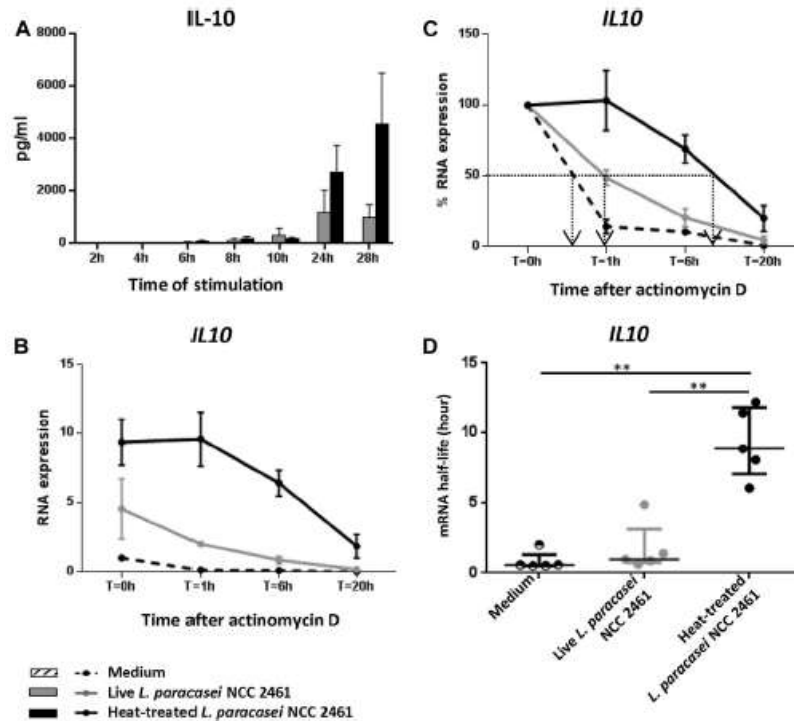 A
IL-10
pg/ml
8000
6000
4000
2000
0
2h 4h 6h 8h 10h 24h 28h
Time of stimulation
B
IL10
RNA expression
15
10
5
0
T=0h T=1h T=6h T=20h
Time after actinomycin D
Medium
Live L. paracasei NCC 2461
Heat-treated L. paracasei NCC 2461
C
IL10
% RNA expression
150
100
50
0
T=0h T=1h T=6h T=20h
Time after actinomycin D
D
IL10
mRNA half-life (hour)
15
10
5
0
**
**
Medium
Live L. paracasei
NCC 2461
Heat-treated
L. paracasei NCC 2461